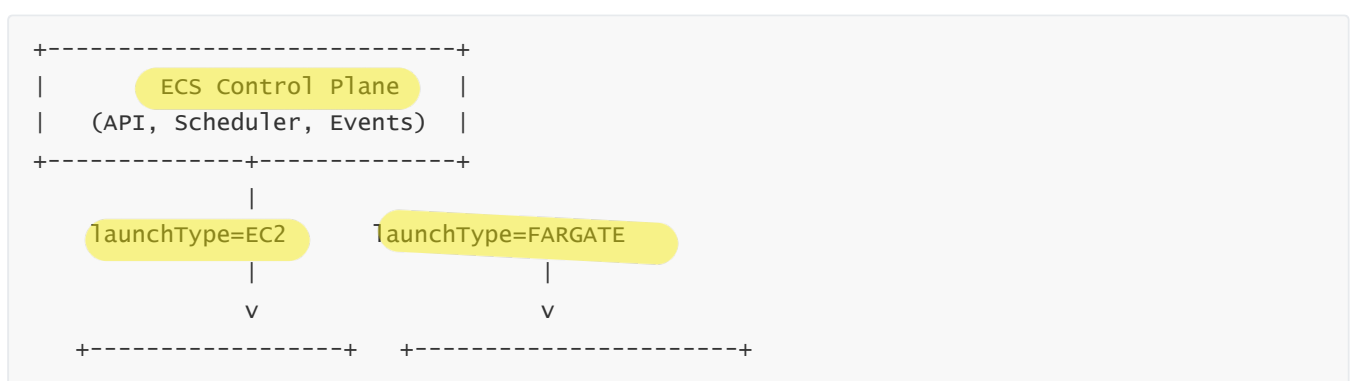 +-----------------------------+
|        ECS Control Plane    |
|   (API, Scheduler, Events)  |
+--------------+--------------+
               |
    launchType=EC2      launchType=FARGATE
               |                    |
               v                    v
   +------------------+   +-----------------------+